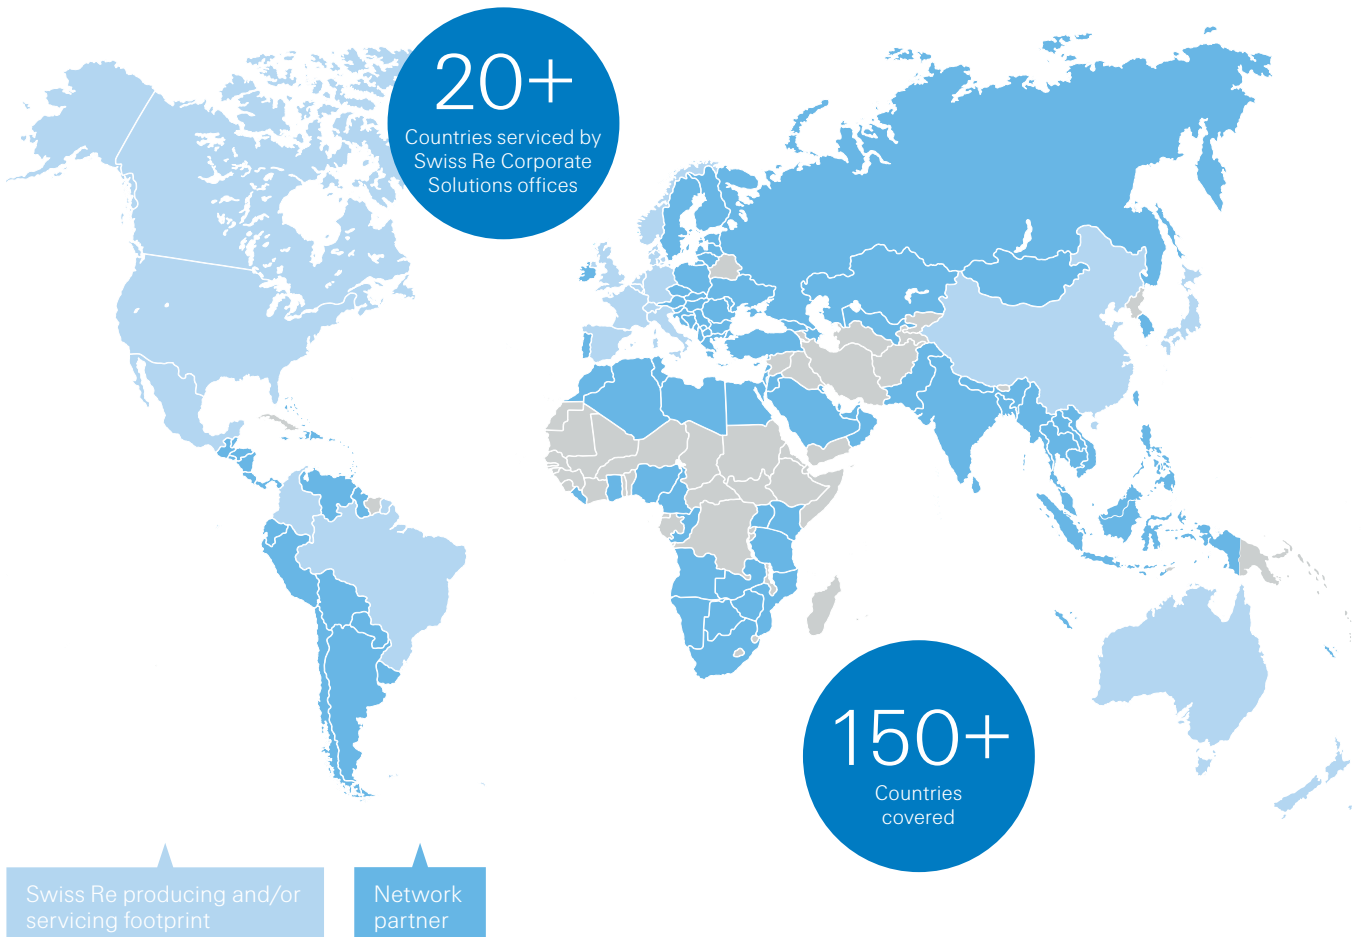 20+
Countries serviced by
Swiss Re Corporate
Solutions offices
150+
Countries
covered
Swiss Re producing and/or
servicing footprint
Network
partner